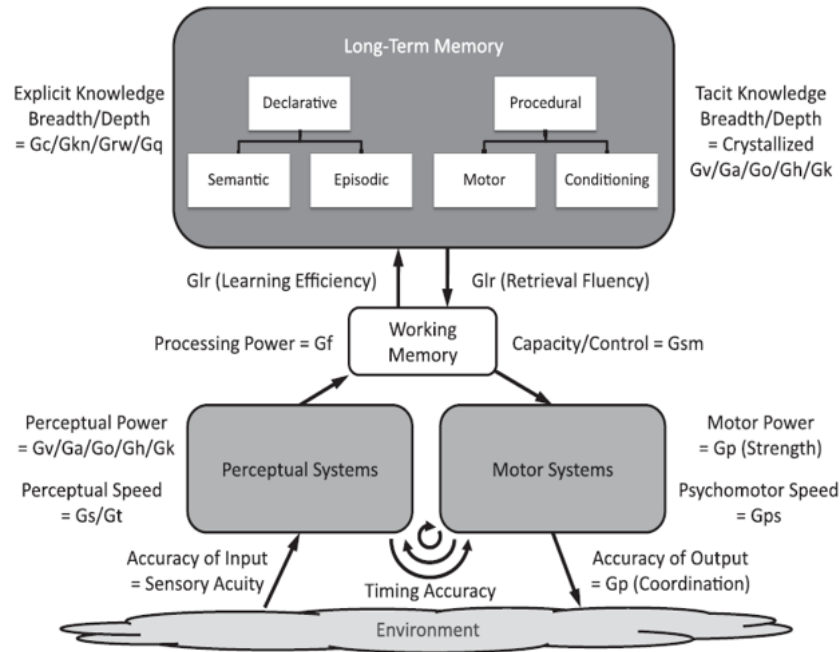 Long-Term Memory
Explicit Knowledge
Breadth/Depth
= Gc/Gkn/Grw/Gq
Declarative
Procedural
Tacit Knowledge
Breadth/Depth
= Crystallized
Gv/Ga/Go/Gh/Gk
Semantic
Episodic
Motor
Conditioning
Glr (Learning Efficiency)
Glr (Retrieval Fluency)
Processing Power = Gf
Working
Memory
Capacity/Control = Gsm
Perceptual Power
= Gv/Ga/Go/Gh/Gk
Perceptual Speed
= Gs/Gt
Perceptual Systems
Motor Systems
Motor Power
= Gp (Strength)
Psychomotor Speed
= Gps
Accuracy of Input
= Sensory Acuity
Timing Accuracy
Accuracy of Output
= Gp (Coordination)
Environment